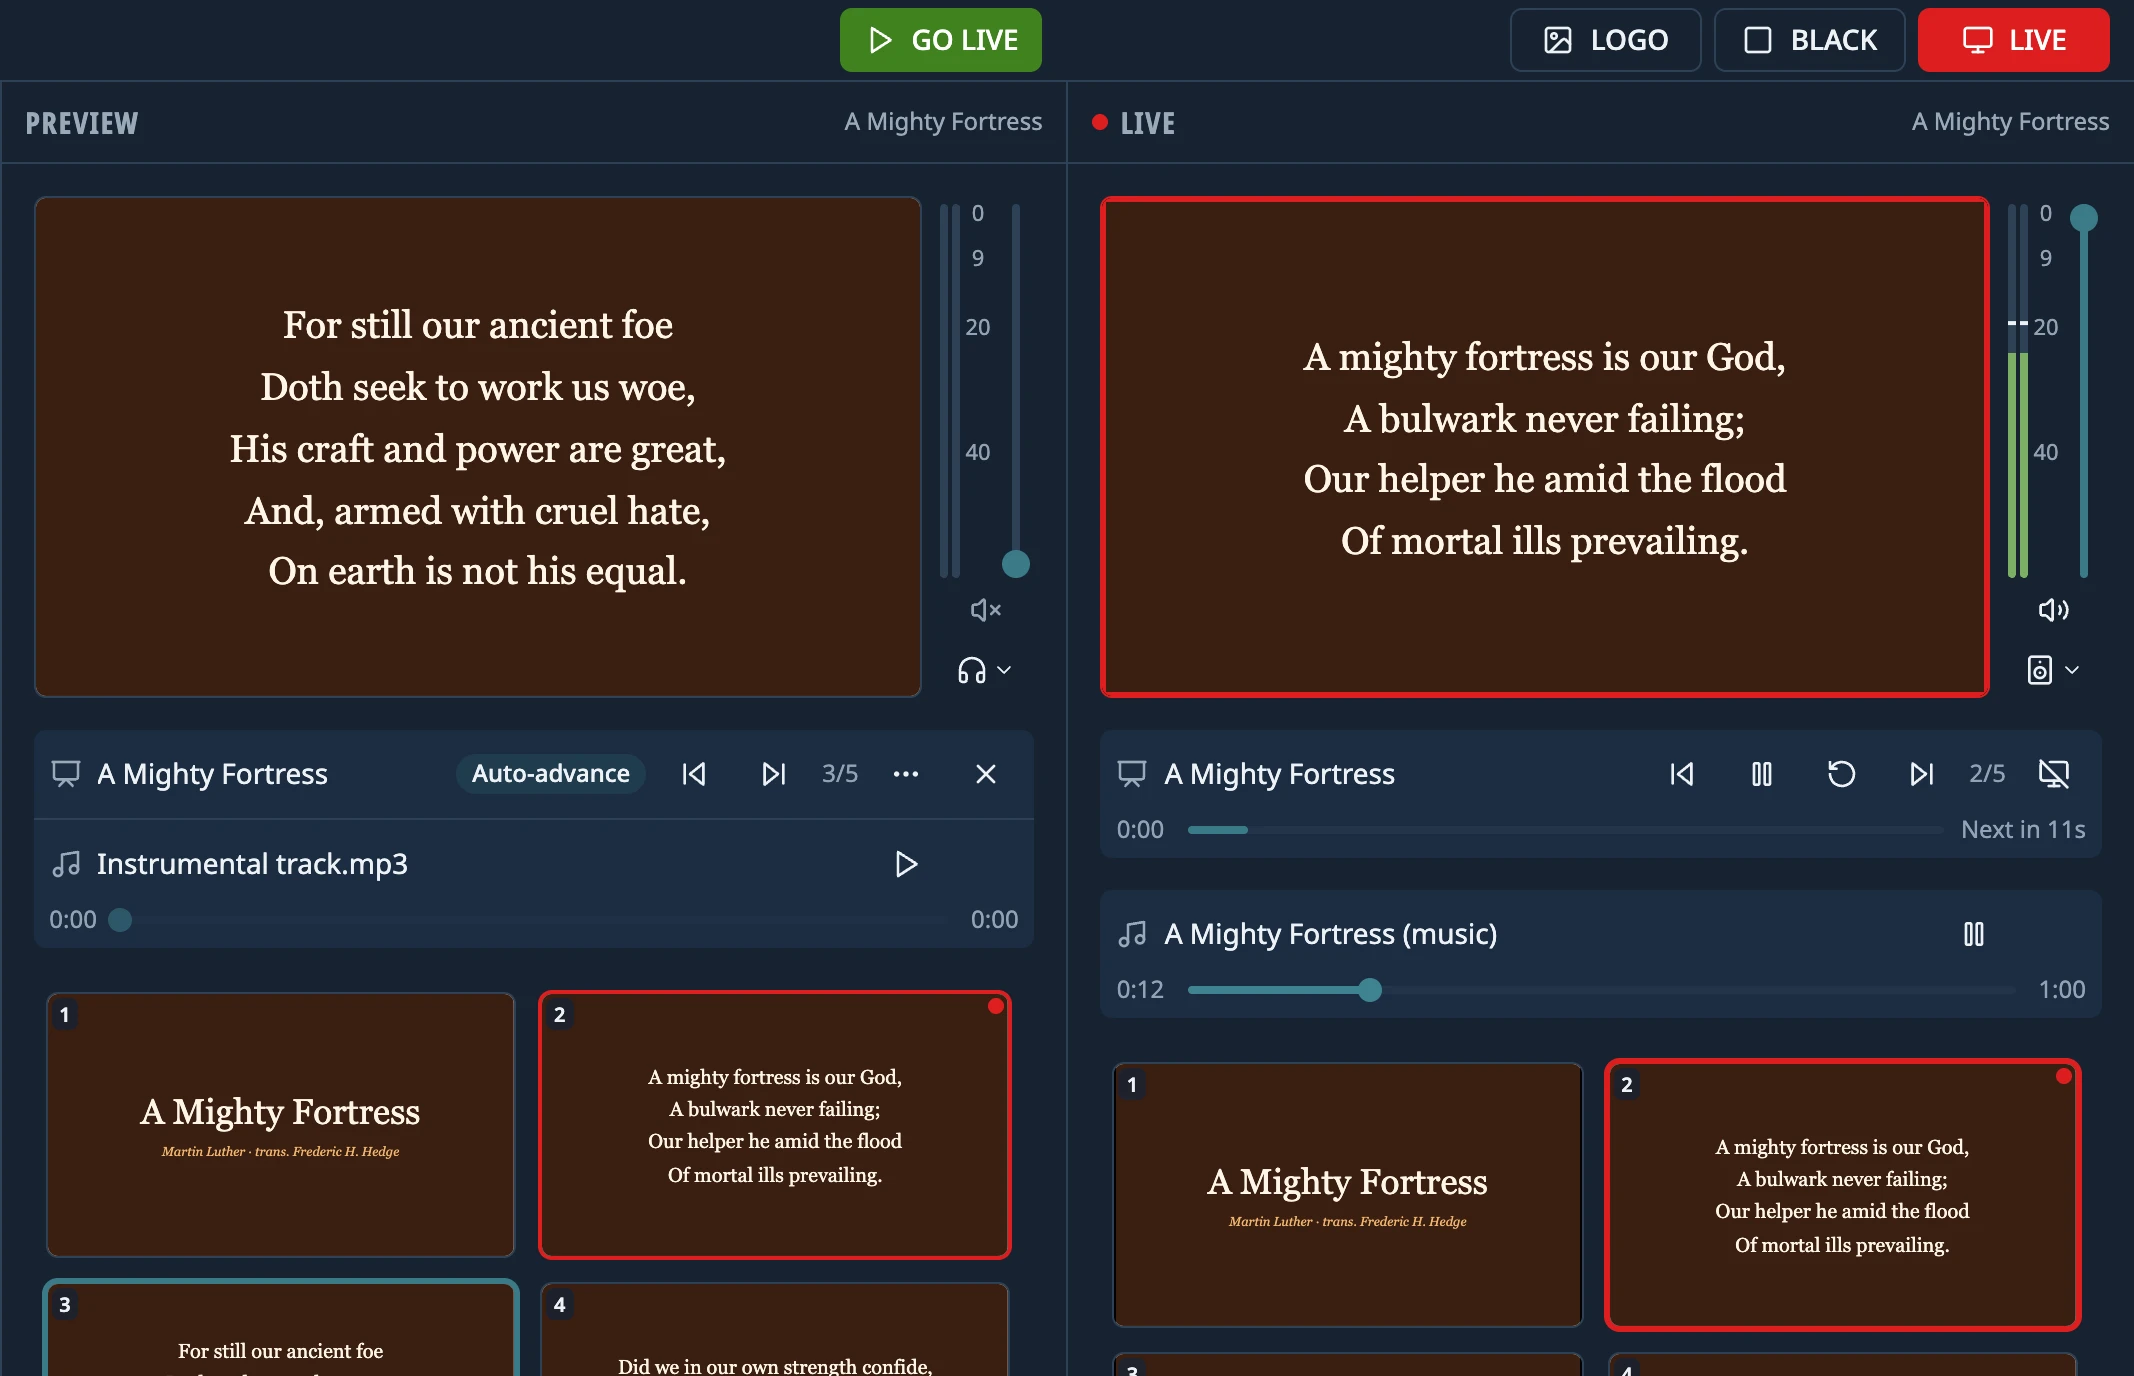 GO LIVE
LOGO
BLACK
LIVE
PREVIEW
A Mighty Fortress
LIVE
A Mighty Fortress
For still our ancient foe
Doth seek to work us woe,
His craft and power are great,
And, armed with cruel hate,
On earth is not his equal.
0
9
20
40
A mighty fortress is our God,
A bulwark never failing;
Our helper he amid the flood
Of mortal ills prevailing.
0
9
20
40
A Mighty Fortress
Auto-advance
3/5
Instrumental track.mp3
0:00
0:00
A Mighty Fortress
2/5
0:00
Next in 11s
A Mighty Fortress (music)
0:12
1:00
1
A Mighty Fortress
Martin Luther · trans. Frederic H. Hedge
2
A mighty fortress is our God,
A bulwark never failing;
Our helper he amid the flood
Of mortal ills prevailing.
3
For still our ancient foe
4
Did we in our own strength confide,
1
A Mighty Fortress
Martin Luther · trans. Frederic H. Hedge
2
A mighty fortress is our God,
A bulwark never failing;
Our helper he amid the flood
Of mortal ills prevailing.
3
4